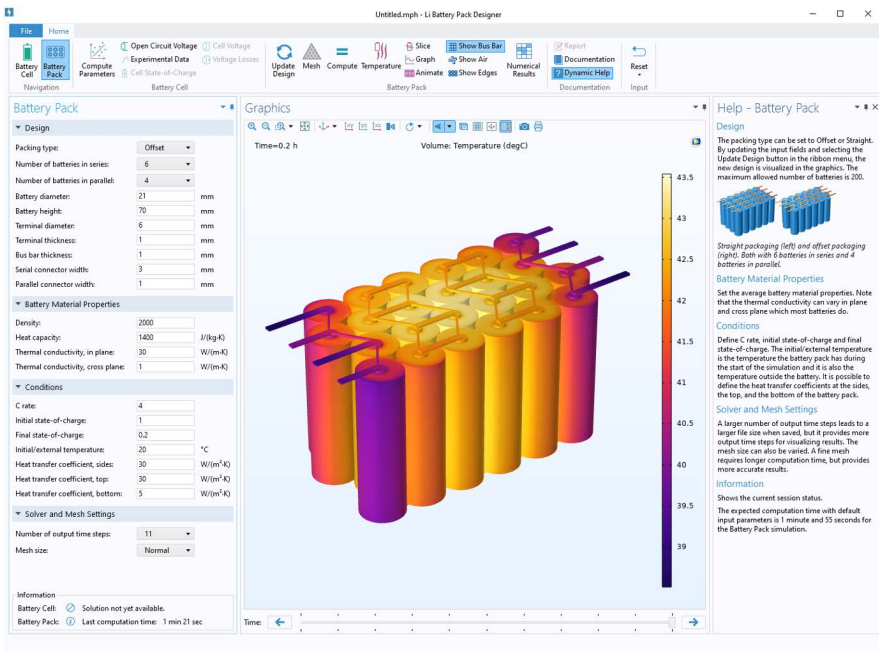 Untitled.mph - Li Battery Pack Designer
File Home
Battery Cell
Battery Pack
Navigation
Compute Parameters
Open Circuit Voltage
Experimental Data
Cell State-of-Charge
Cell Voltage
Voltage Losses
Battery Cell
Update Design
Mesh
Compute
Temperature
Slice
Graph
Animate
Show Bus Bar
Show Air
Show Edges
Numerical Results
Battery Pack
Report
Documentation
Dynamic Help
Documentation
Reset
Input
Battery Pack
Design
Packing type: Offset
Number of batteries in series: 6
Number of batteries in parallel: 4
Battery diameter: 21 mm
Battery height: 70 mm
Terminal diameter: 6 mm
Terminal thickness: 1 mm
Bus bar thickness: 1 mm
Serial connector width: 3 mm
Parallel connector width: 1 mm
Battery Material Properties
Density: 2000
Heat capacity: 1400 J/(kg·K)
Thermal conductivity, in plane: 30 W/(m·K)
Thermal conductivity, cross plane: 1 W/(m·K)
Conditions
C rate: 4
Initial state-of-charge: 1
Final state-of-charge: 0.2
Initial/external temperature: 20 °C
Heat transfer coefficient, sides: 30 W/(m²·K)
Heat transfer coefficient, top: 30 W/(m²·K)
Heat transfer coefficient, bottom: 5 W/(m²·K)
Solver and Mesh Settings
Number of output time steps: 11
Mesh size: Normal
Information
Battery Cell: Solution not yet available.
Battery Pack: Last computation time: 1 min 21 sec
Graphics
Time=0.2 h Volume: Temperature (degC)
43.5
43
42.5
42
41.5
41
40.5
40
39.5
39
Time:
Help - Battery Pack
Design
The packing type can be set to Offset or Straight.
By updating the input fields and selecting the
Update Design button in the ribbon menu, the
new design is visualized in the graphics. The
maximum allowed number of batteries is 200.
Straight packaging (left) and offset packaging
(right). Both with 6 batteries in series and 4
batteries in parallel.
Battery Material Properties
Set the average battery material properties. Note
that the thermal conductivity can vary in plane
and cross plane which most batteries do.
Conditions
Define C rate, initial state-of-charge and final
state-of-charge. The initial/external temperature
is the temperature the battery pack has during
the start of the simulation and it is also the
temperature outside the battery. It is possible to
define the heat transfer coefficients at the sides,
the top, and the bottom of the battery pack.
Solver and Mesh Settings
A larger number of output time steps leads to a
larger file size when saved, but it provides more
output time steps for visualizing results. The
mesh size can also be varied. A fine mesh
requires longer computation time, but provides
more accurate results.
Information
Shows the current session status.
The expected computation time with default
input parameters is 1 minute and 55 seconds for
the Battery Pack simulation.